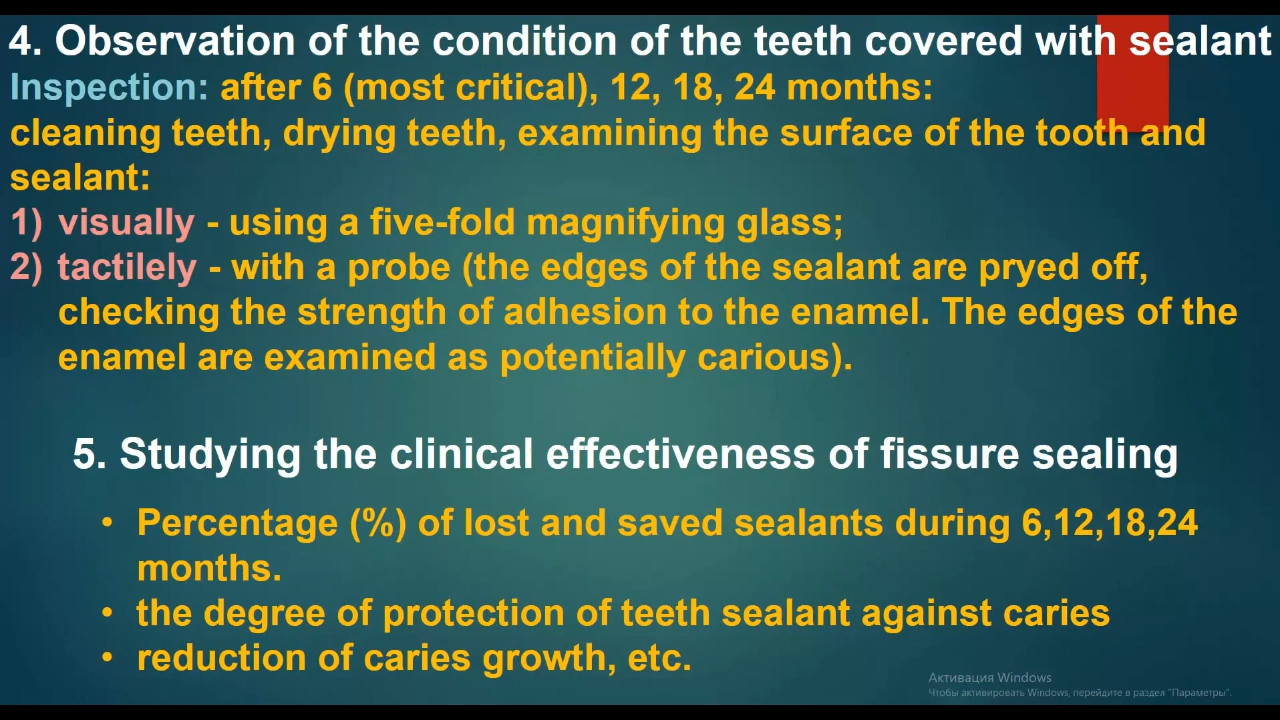 4. Observation of the condition of the teeth covered with sealant
Inspection: after 6 (most critical), 12, 18, 24 months:
cleaning teeth, drying teeth, examining the surface of the tooth and
sealant:
1) visually - using a five-fold magnifying glass;
2) tactilely - with a probe (the edges of the sealant are pryed off,
checking the strength of adhesion to the enamel. The edges of the
enamel are examined as potentially carious).
5. Studying the clinical effectiveness of fissure sealing
• Percentage (%) of lost and saved sealants during 6,12,18,24
months.
• the degree of protection of teeth sealant against caries
• reduction of caries growth, etc.
Активация Windows
Чтобы активировать Windows, перейдите в раздел "Параметры".